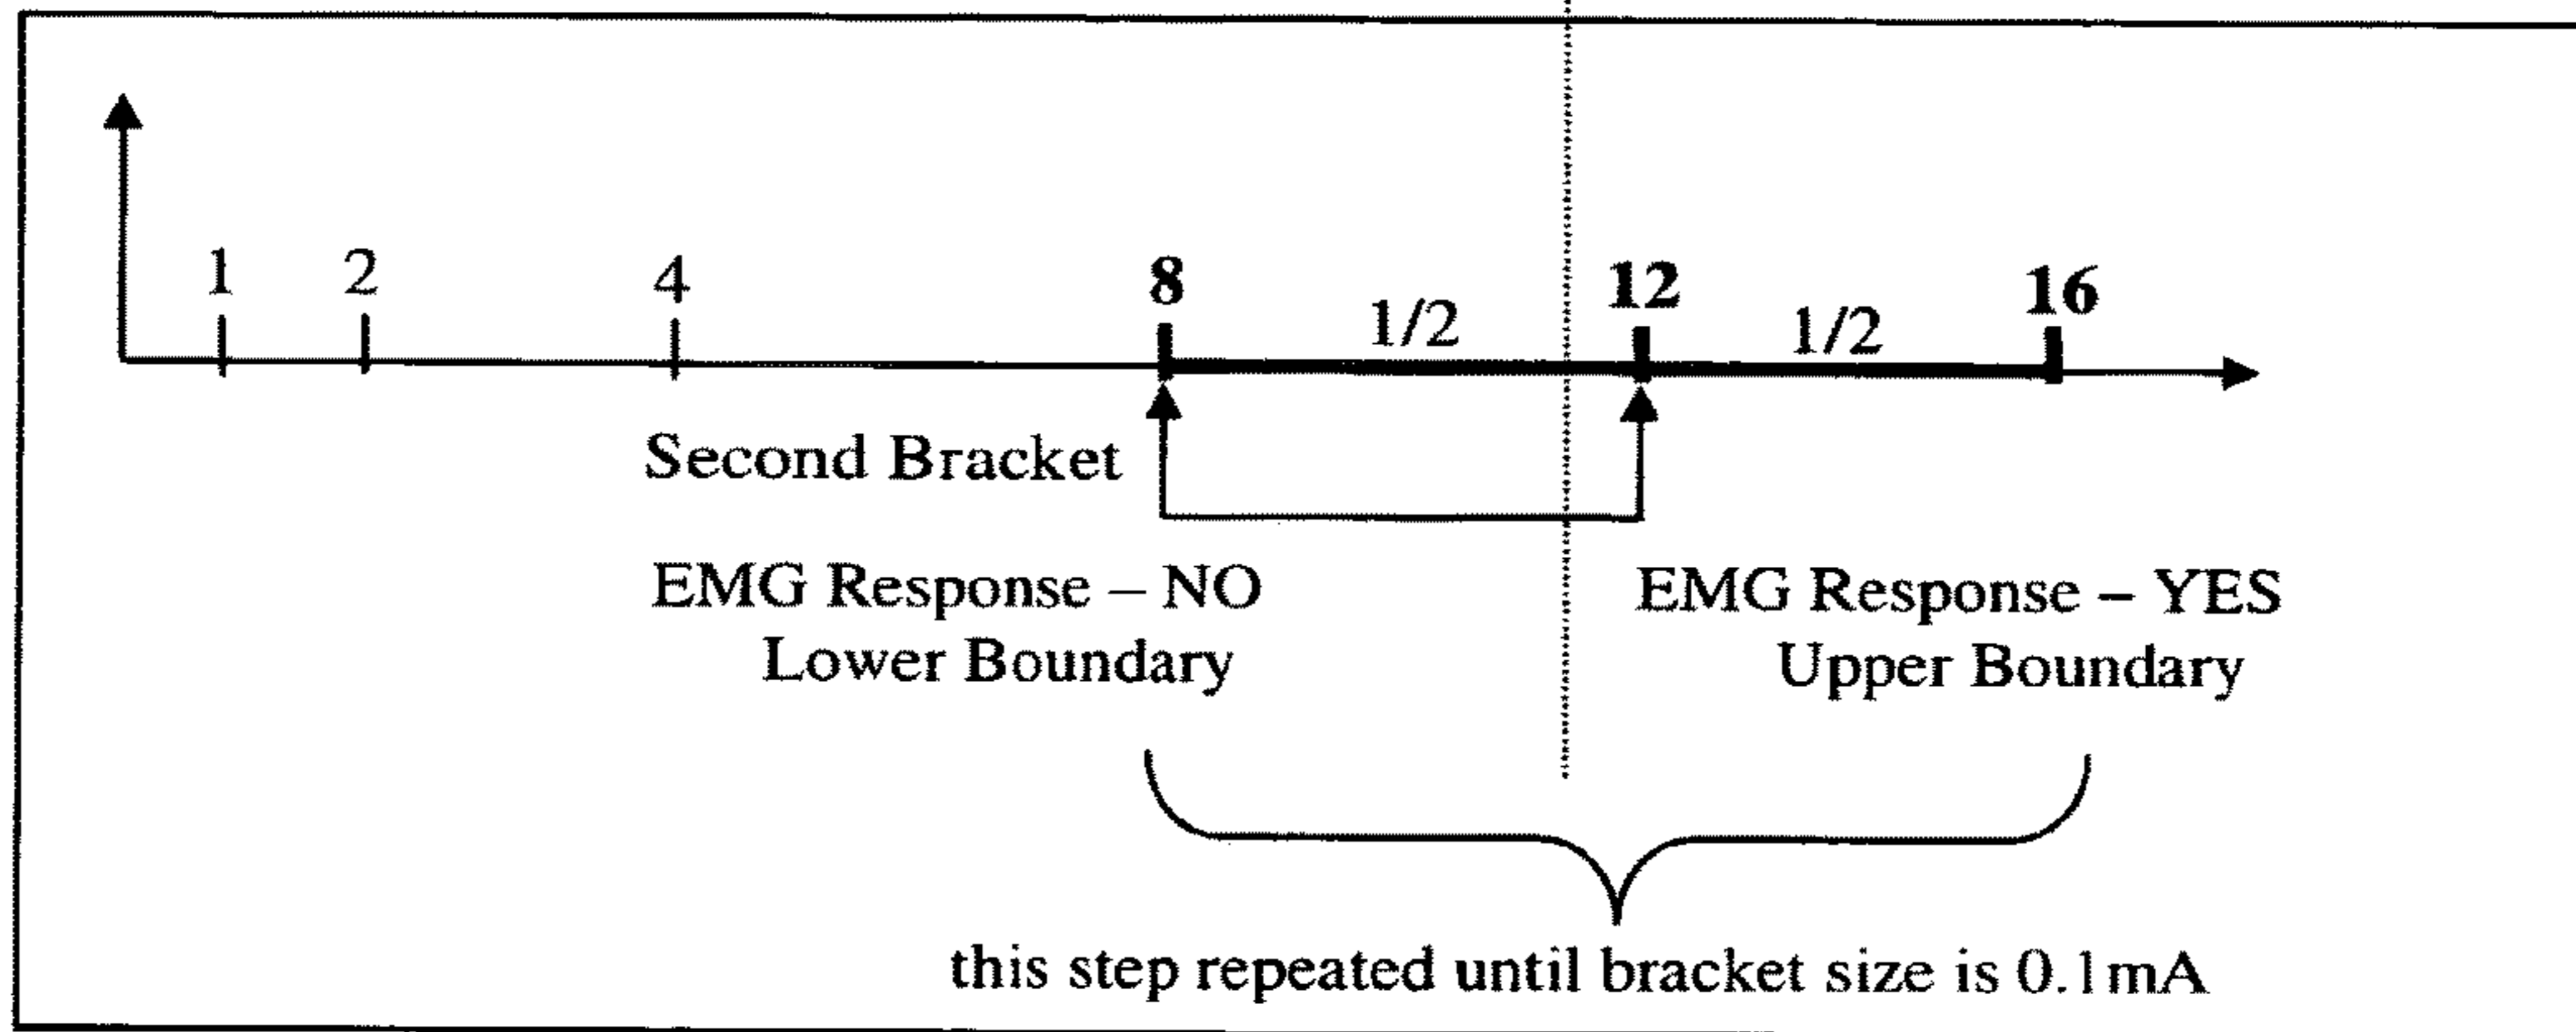 1 2 4 8 1/2 12 1/2 16
Second Bracket
EMG Response – NO
Lower Boundary
EMG Response – YES
Upper Boundary
this step repeated until bracket size is 0.1mA